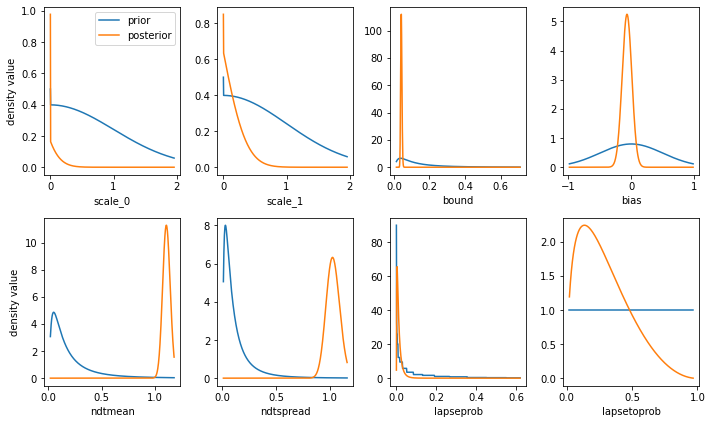 density value
1.0
0.8
0.6
0.4
0.2
0.0
prior
posterior
0 1 2
scale_0
0.8
0.6
0.4
0.2
0.0
0 1 2
scale_1
100
80
60
40
20
0
0.0 0.2 0.4 0.6
bound
5
4
3
2
1
0
-1 0 1
bias
density value
10
8
6
4
2
0
0.0 0.5 1.0
ndtmean
8
6
4
2
0
0.0 0.5 1.0
ndtspread
80
60
40
20
0
0.0 0.2 0.4 0.6
lapseprob
2.0
1.5
1.0
0.5
0.0
0.0 0.5 1.0
lapsetoprob